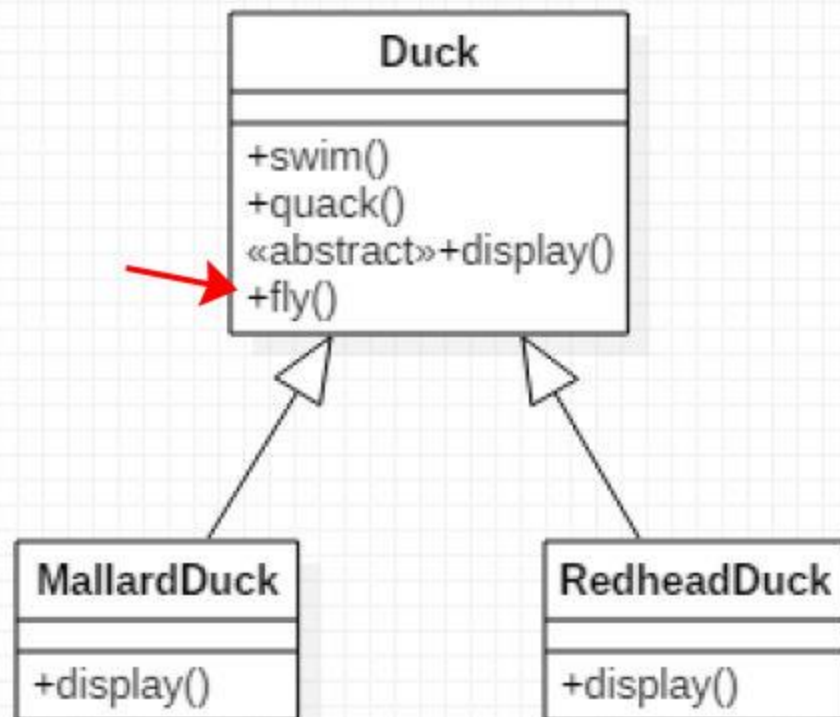 Duck
+swim()
+quack()
«abstract»+display()
+fly()
MallardDuck
RedheadDuck
+display()
+display()